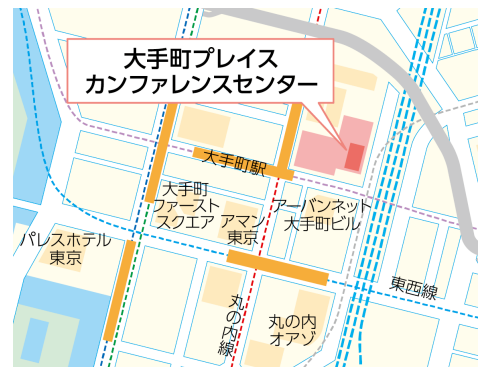 大手町プレイス
カンファレンスセンター
大手町駅
大手町
ファースト
スクエア
アマン
東京
アーバンネット
大手町ビル
パレスホテル
東京
東西線
丸の内線
丸の内
オアゾ